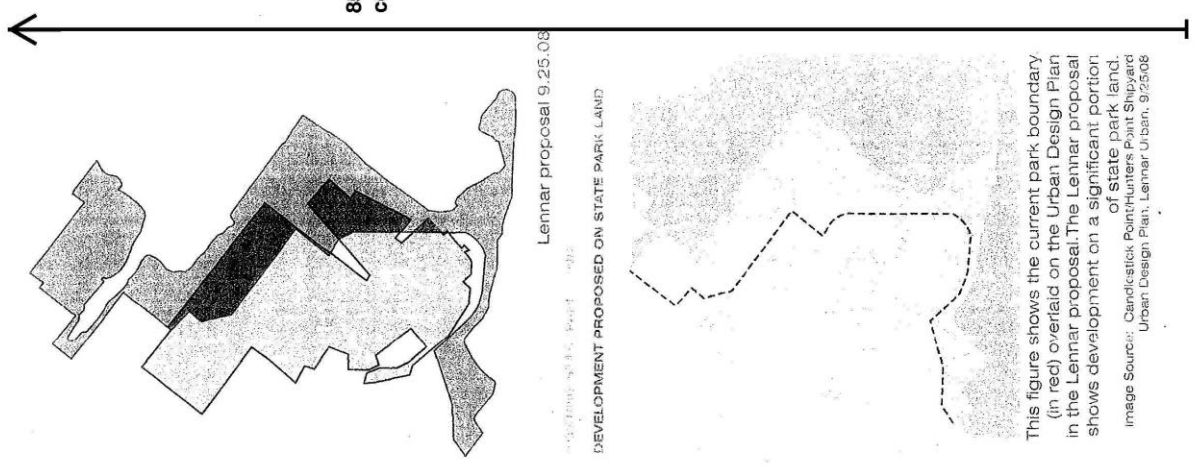 Lennar proposal 9.25.08
DEVELOPMENT PROPOSED ON STATE PARK LAND
This figure shows the current park boundary
(in red) overlaid on the Urban Design Plan
in the Lennar proposal. The Lennar proposal
shows development on a significant portion
of state park land.
Image Source: Candlestick Point/Hunters Point Shipyard
Urban Design Plan, Lennar Urban, 9/25/08